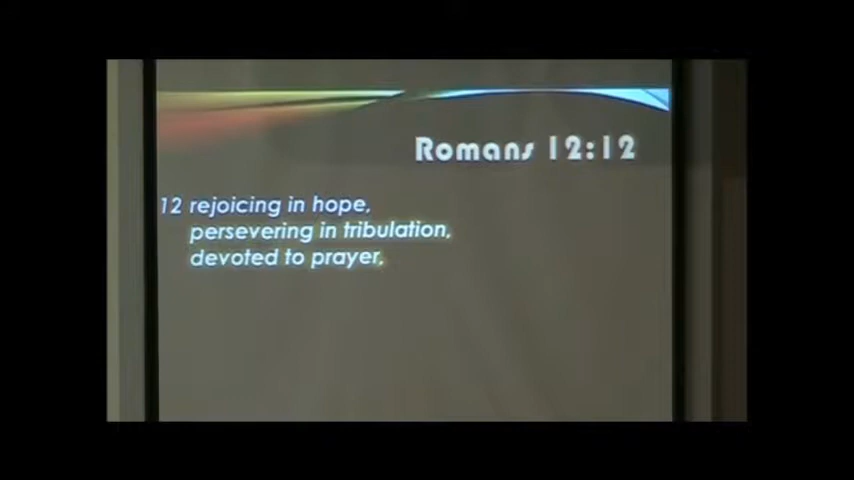 Romans 12:12
12 rejoicing in hope,
persevering in tribulation,
devoted to prayer,